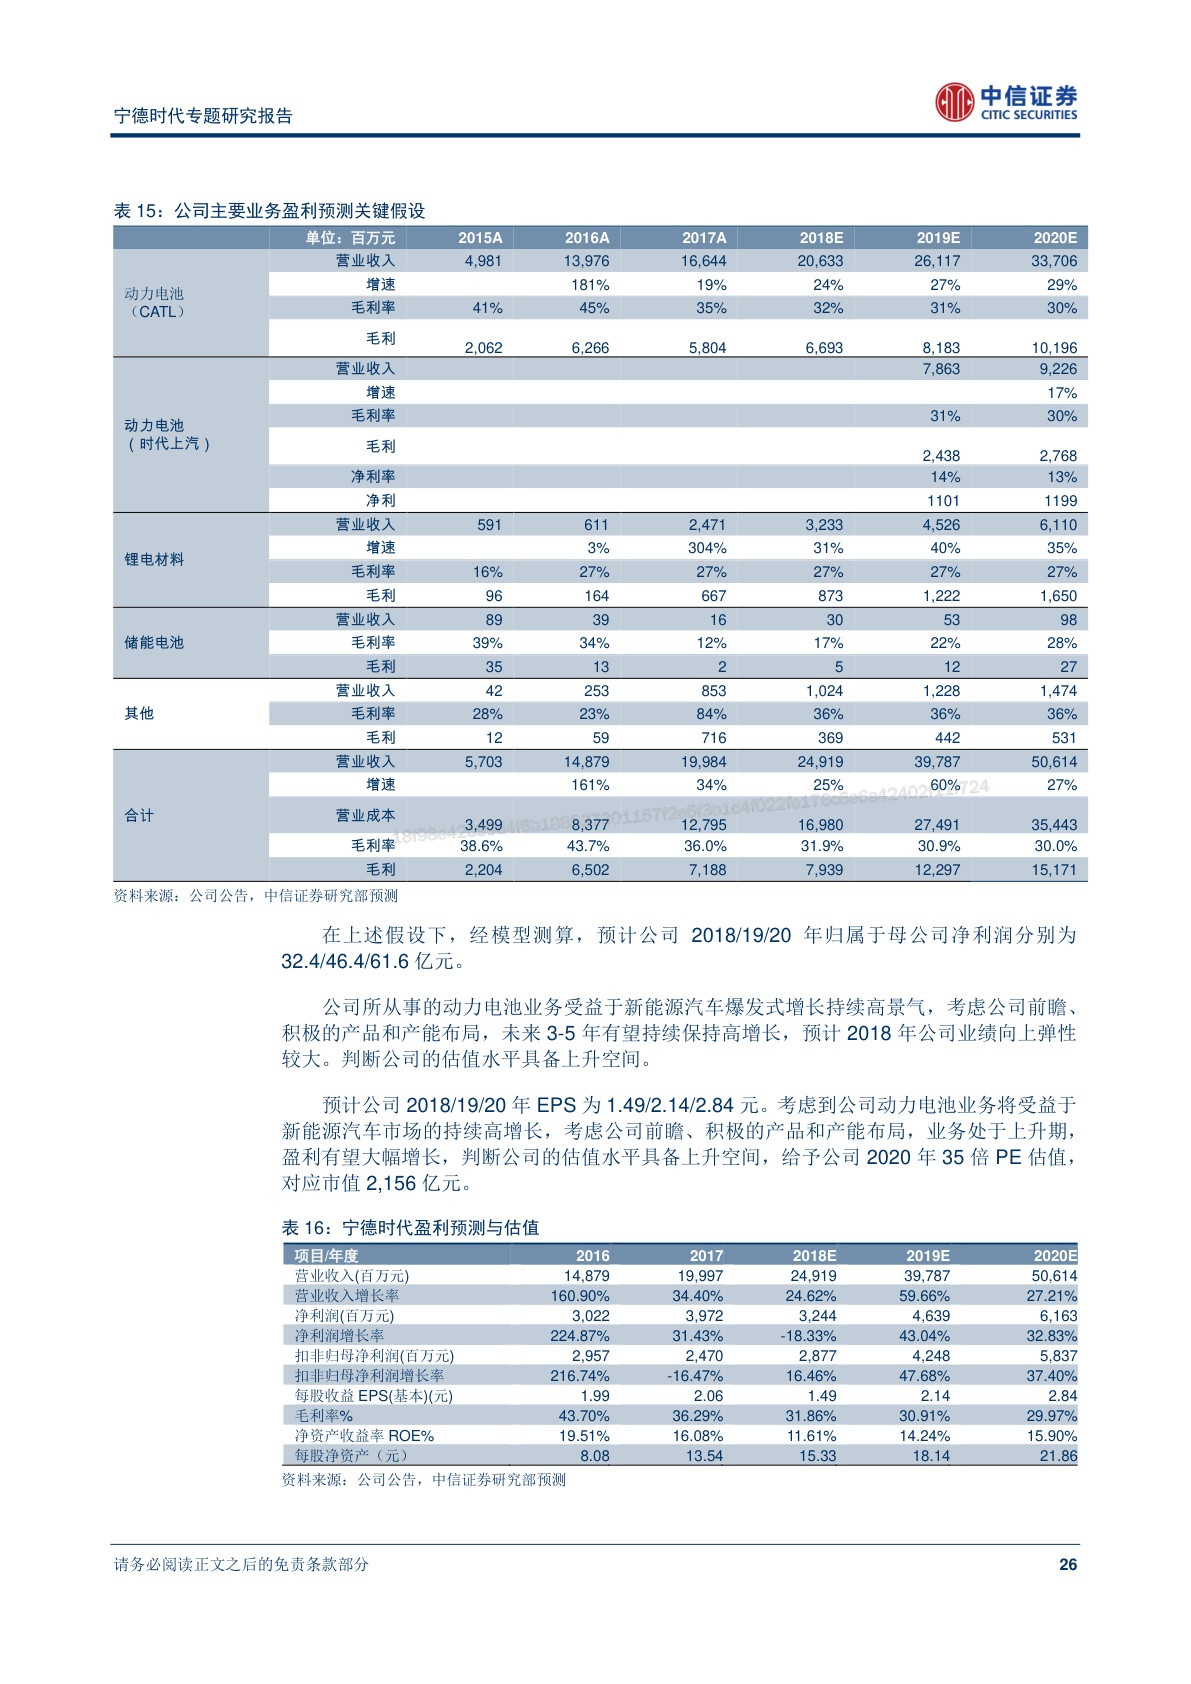 宁德时代专题研究报告
中信证券
CITIC SECURITIES
表 15：公司主要业务盈利预测关键假设
单位：百万元 2015A 2016A 2017A 2018E 2019E 2020E
动力电池
（CATL）
营业收入 4,981 13,976 16,644 20,633 26,117 33,706
增速 181% 19% 24% 27% 29%
毛利率 41% 45% 35% 32% 31% 30%
毛利 2,062 6,266 5,804 6,693 8,183 10,196
动力电池
（时代上汽）
营业收入 7,863 9,226
增速 17%
毛利率 31% 30%
毛利 2,438 2,768
净利率 14% 13%
净利 1101 1199
锂电材料
营业收入 591 611 2,471 3,233 4,526 6,110
增速 3% 304% 31% 40% 35%
毛利率 16% 27% 27% 27% 27% 27%
毛利 96 164 667 873 1,222 1,650
储能电池
营业收入 89 39 16 30 53 98
毛利率 39% 34% 12% 17% 22% 28%
毛利 35 13 2 5 12 27
其他
营业收入 42 253 853 1,024 1,228 1,474
毛利率 28% 23% 84% 36% 36% 36%
毛利 12 59 716 369 442 531
合计
营业收入 5,703 14,879 19,984 24,919 39,787 50,614
增速 161% 34% 25% 60% 27%
营业成本 3,499 8,377 12,795 16,980 27,491 35,443
毛利率 38.6% 43.7% 36.0% 31.9% 30.9% 30.0%
毛利 2,204 6,502 7,188 7,939 12,297 15,171
资料来源：公司公告，中信证券研究部预测
在上述假设下，经模型测算，预计公司 2018/19/20 年归属于母公司净利润分别为
32.4/46.4/61.6 亿元。
公司所从事的动力电池业务受益于新能源汽车爆发式增长持续高景气，考虑公司前瞻、
积极的产品和产能布局，未来 3-5 年有望持续保持高增长，预计 2018 年公司业绩向上弹性
较大。判断公司的估值水平具备上升空间。
预计公司 2018/19/20 年 EPS 为 1.49/2.14/2.84 元。考虑到公司动力电池业务将受益于
新能源汽车市场的持续高增长，考虑公司前瞻、积极的产品和产能布局，业务处于上升期，
盈利有望大幅增长，判断公司的估值水平具备上升空间，给予公司 2020 年 35 倍 PE 估值，
对应市值 2,156 亿元。
表 16：宁德时代盈利预测与估值
项目/年度 2016 2017 2018E 2019E 2020E
营业收入(百万元) 14,879 19,997 24,919 39,787 50,614
营业收入增长率 160.90% 34.40% 24.62% 59.66% 27.21%
净利润(百万元) 3,022 3,972 3,244 4,639 6,163
净利润增长率 224.87% 31.43% -18.33% 43.04% 32.83%
扣非归母净利润(百万元) 2,957 2,470 2,877 4,248 5,837
扣非归母净利润增长率 216.74% -16.47% 16.46% 47.68% 37.40%
每股收益 EPS(基本)(元) 1.99 2.06 1.49 2.14 2.84
毛利率% 43.70% 36.29% 31.86% 30.91% 29.97%
净资产收益率 ROE% 19.51% 16.08% 11.61% 14.24% 15.90%
每股净资产（元） 8.08 13.54 15.33 18.14 21.86
资料来源：公司公告，中信证券研究部预测
请务必阅读正文之后的免责条款部分
26